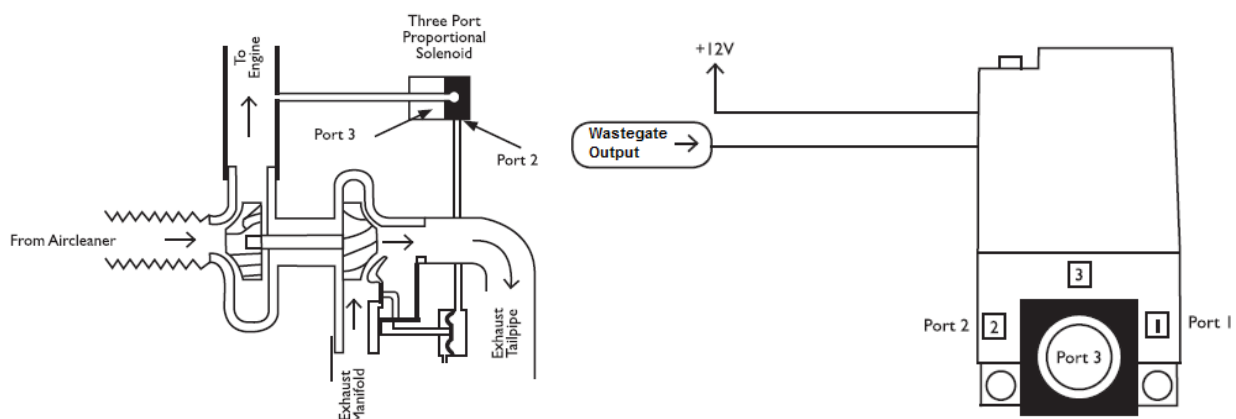 Three Port
Proportional
Solenoid
To
Engine
Port 3
Port 2
From Aircleaner
Exhaust
Manifold
Exhaust
Tailpipe
+12V
Wastegate
Output
3
Port 2
2
1
Port 1
Port 3